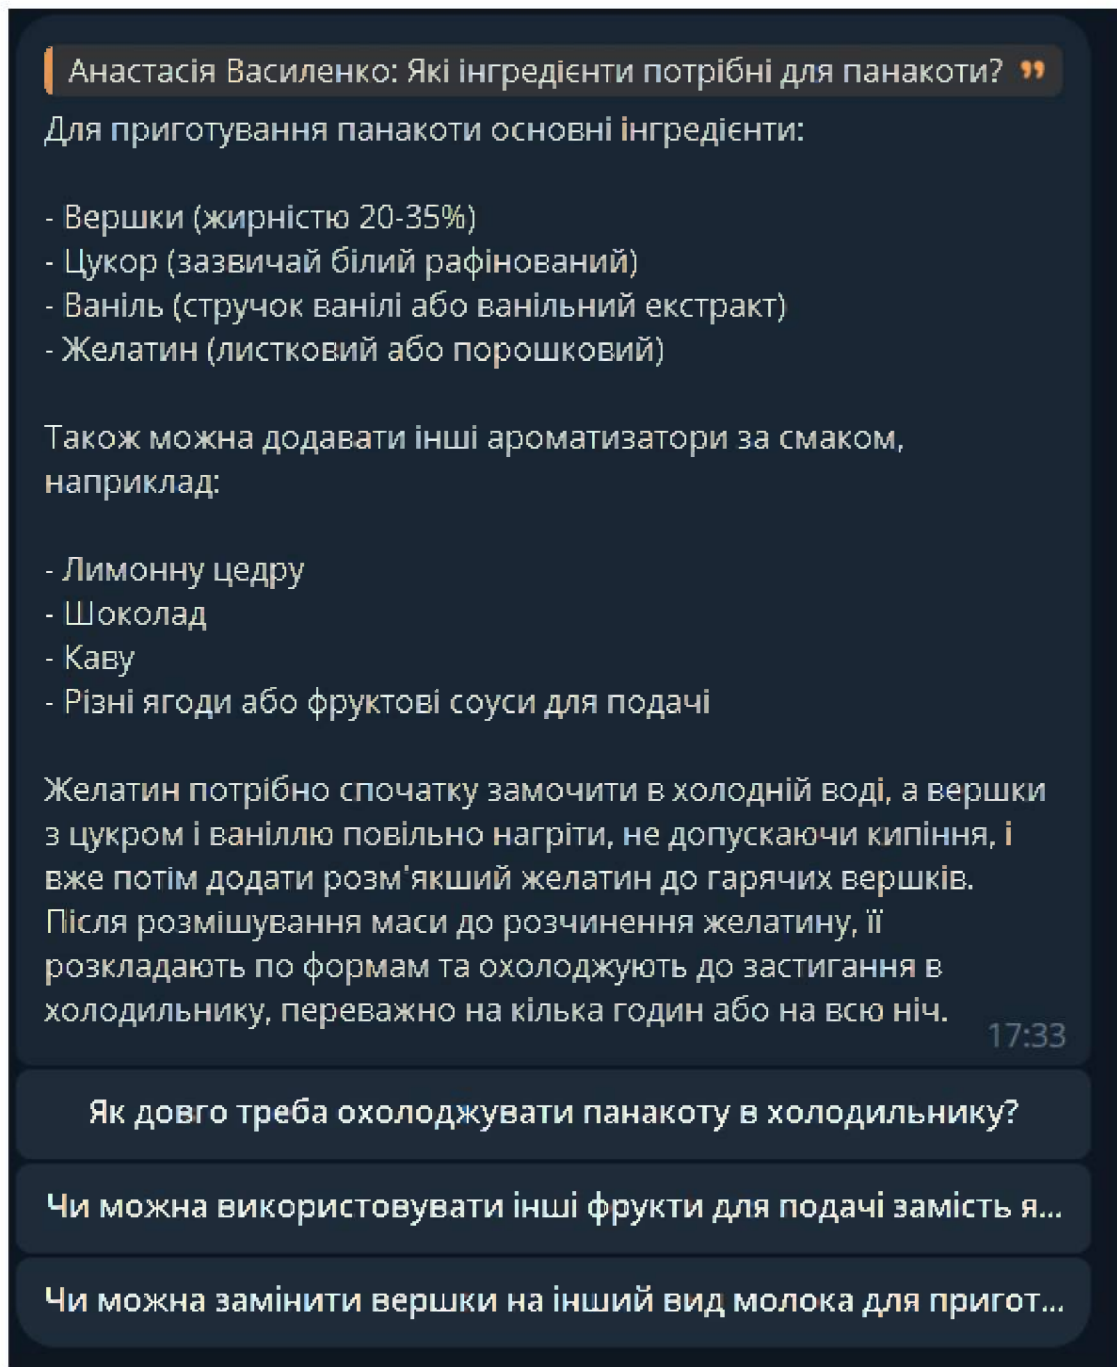 Анастасія Василенко: Які інгредієнти потрібні для панакоти? ”
Для приготування панакоти основні інгредієнти:
- Вершки (жирністю 20-35%)
- Цукор (зазвичай білий рафінований)
- Ваніль (стручок ванілі або ванільний екстракт)
- Желатин (листковий або порошковий)
Також можна додавати інші ароматизатори за смаком,
наприклад:
- Лимонну цедру
- Шоколад
- Каву
- Різні ягоди або фруктові соуси для подачі
Желатин потрібно спочатку замочити в холодній воді, а вершки
з цукром і ваніллю повільно нагріти, не допускаючи кипіння, і
вже потім додати розм'якший желатин до гарячих вершків.
Після розмішування маси до розчинення желатину, її
розкладають по формам та охолоджують до застигання в
холодильнику, переважно на кілька годин або на всю ніч.
17:33
Як довго треба охолоджувати панакоту в холодильнику?
Чи можна використовувати інші фрукти для подачі замість я...
Чи можна замінити вершки на інший вид молока для пригот...